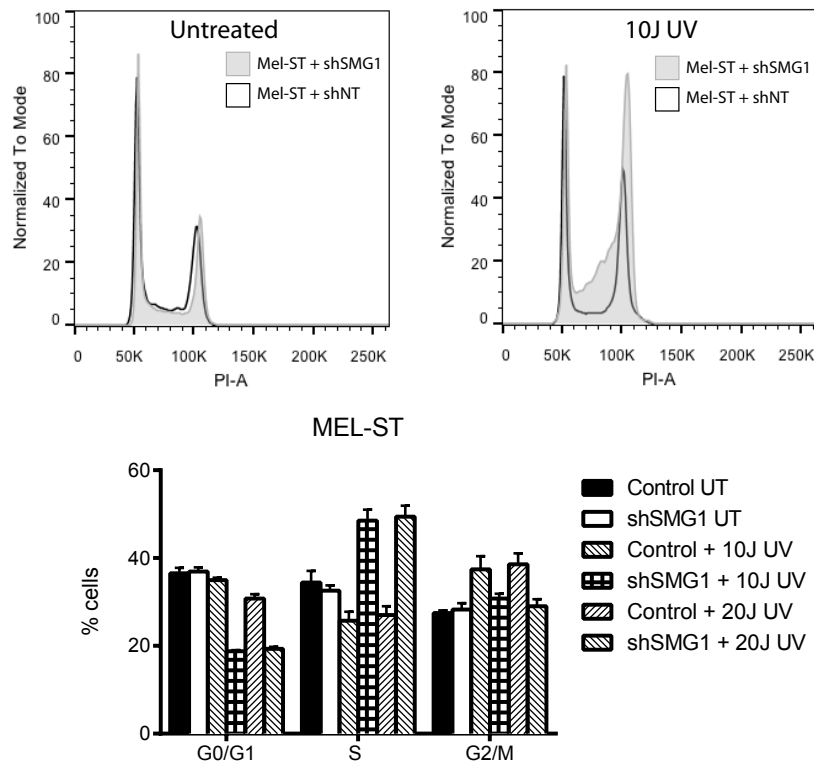 Untreated
Mel-ST + shSMG1
Mel-ST + shNT
Normalized To Mode
100
80
60
40
20
0
0 50K 100K 150K 200K 250K
PI-A
10J UV
Mel-ST + shSMG1
Mel-ST + shNT
Normalized To Mode
100
80
60
40
20
0
0 50K 100K 150K 200K 250K
PI-A
MEL-ST
% cells
60
40
20
0
G0/G1 S G2/M
Control UT
shSMG1 UT
Control + 10J UV
shSMG1 + 10J UV
Control + 20J UV
shSMG1 + 20J UV